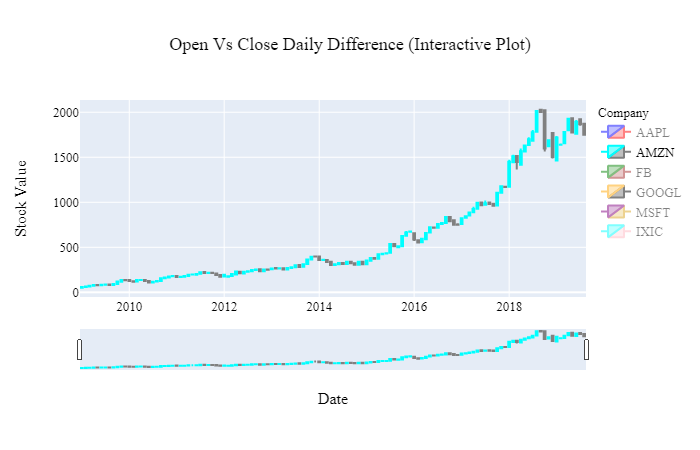 Open Vs Close Daily Difference (Interactive Plot)
Company
AAPL
AMZN
FB
GOOGL
MSFT
IXIC
Stock Value
2000
1500
1000
500
0
2010 2012 2014 2016 2018
Date